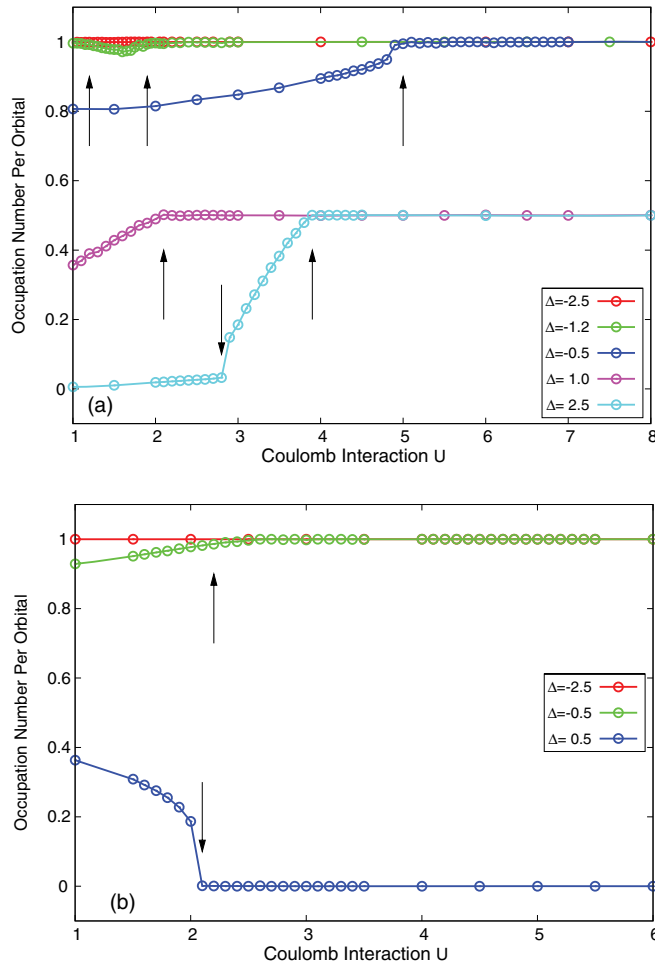 1
0.8
0.6
0.4
0.2
0
Occupation Number Per Orbital
(a)
Δ=-2.5
Δ=-1.2
Δ=-0.5
Δ= 1.0
Δ= 2.5
1 2 3 4 5 6 7 8
Coulomb Interaction U
1
0.8
0.6
0.4
0.2
0
Occupation Number Per Orbital
(b)
Δ=-2.5
Δ=-0.5
Δ= 0.5
1 2 3 4 5 6
Coulomb Interaction U